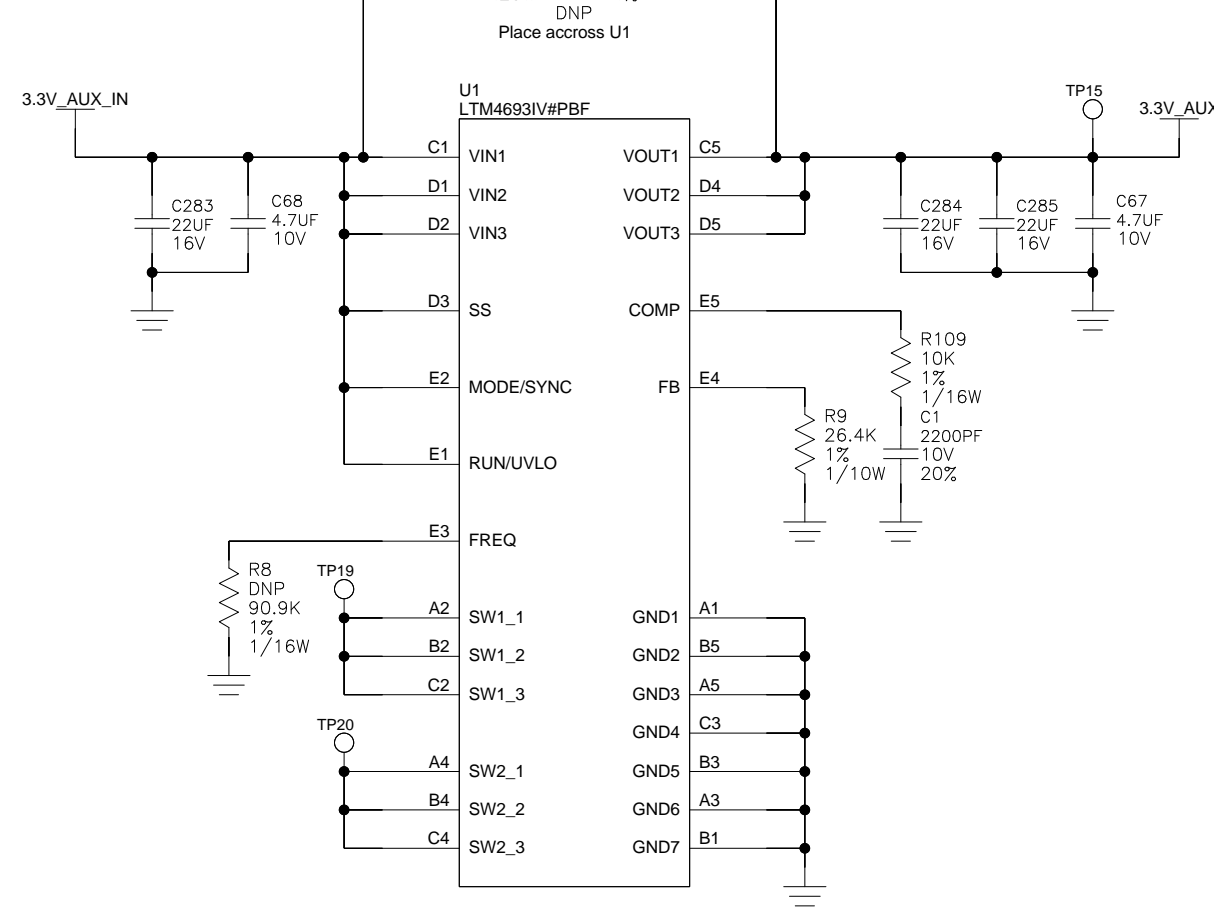 DNP
Place accross U1
U1
LTM4693IV#PBF
3.3V_AUX_IN
TP15
3.3V_AUX
C1
VIN1
VOUT1
C5
D1
VIN2
VOUT2
D4
D2
VIN3
VOUT3
D5
C283
22UF
16V
C68
4.7UF
10V
C284
22UF
16V
C285
22UF
16V
C67
4.7UF
10V
D3
SS
COMP
E5
R109
10K
1%
1/16W
E2
MODE/SYNC
FB
E4
R9
26.4K
1%
1/10W
C1
2200PF
10V
20%
E1
RUN/UVLO
E3
FREQ
R8
DNP
90.9K
1%
1/16W
TP19
A2
SW1_1
GND1
A1
B2
SW1_2
GND2
B5
C2
SW1_3
GND3
A5
TP20
GND4
C3
A4
SW2_1
GND5
B3
B4
SW2_2
GND6
A3
C4
SW2_3
GND7
B1